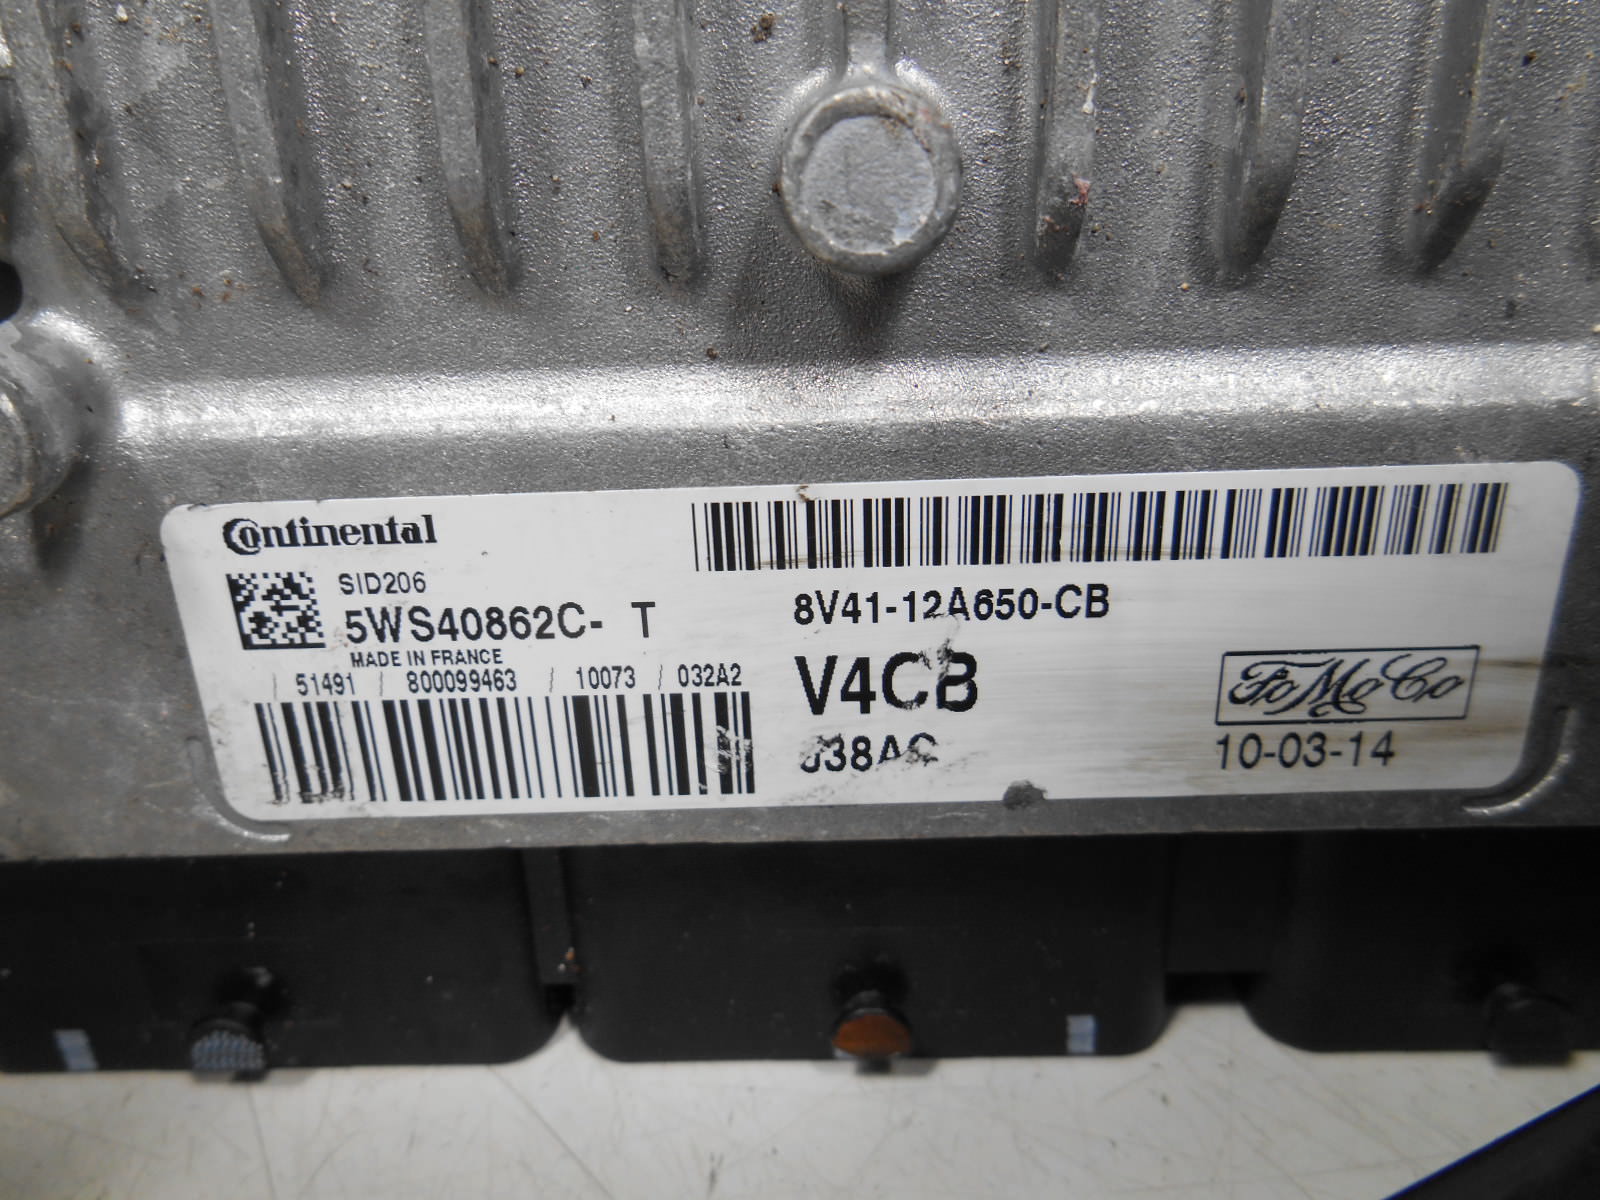 Continental
SID206
5WS40862C- T
MADE IN FRANCE
/ 51491 / 800099463 / 10073 / 032A2
8V41-12A650-CB
V4CB
FoMoCo
10-03-14